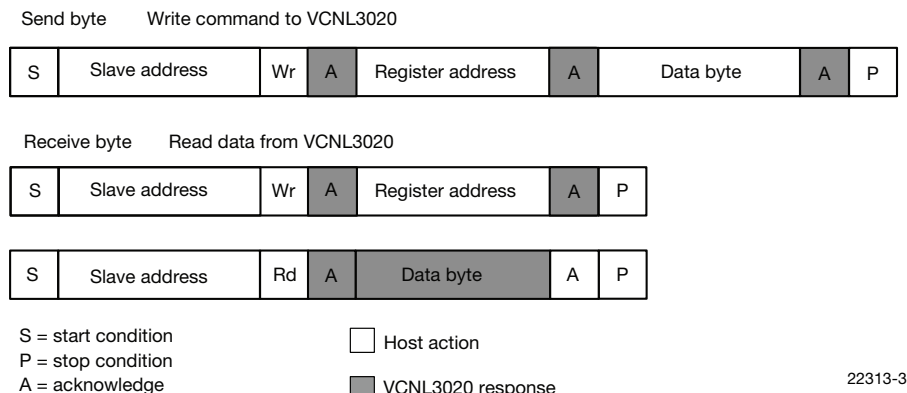 Send byte Write command to VCNL3020
S Slave address Wr A Register address A Data byte A P
Receive byte Read data from VCNL3020
S Slave address Wr A Register address A P
S Slave address Rd A Data byte A P
S = start condition
P = stop condition
A = acknowledge
Host action
VCNL3020 response
22313-3